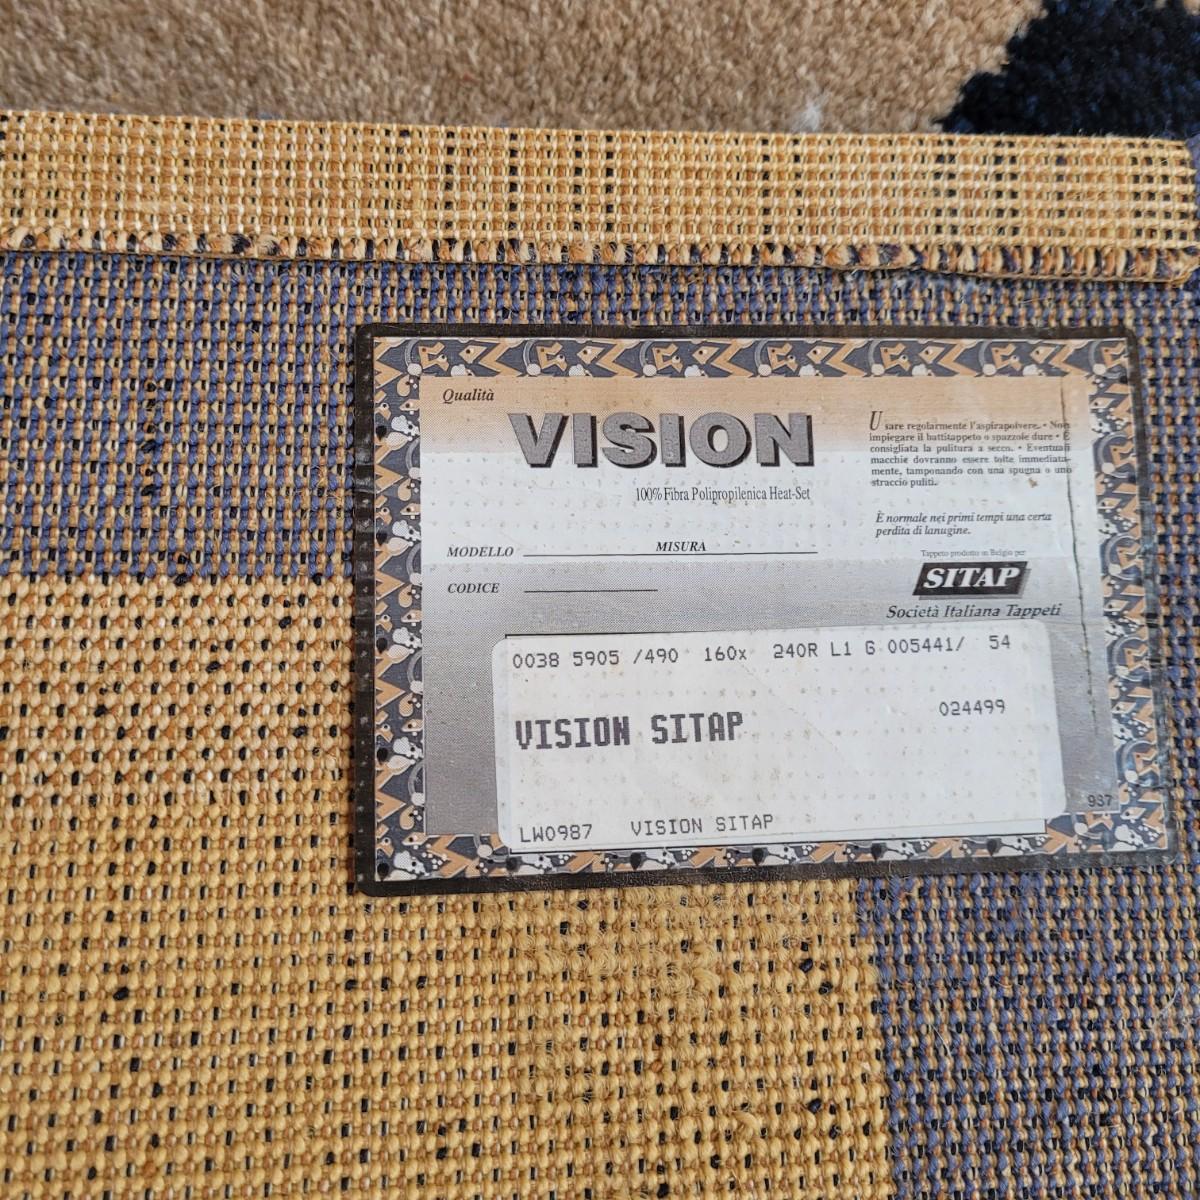 Qualità
VISION
100% Fibra Polipropilenica Heat-Set
MODELLO MISURA
CODICE
Usare regolarmente l'aspirapolvere. • Non
impiegare il battitappeto o spazzole dure • È
consigliata la pulitura a secco. • Eventuali
macchie dovranno essere tolte immediata-
mente, tamponando con una spugna o uno
straccio puliti.
È normale nei primi tempi una certa
perdita di lanugine.
Tappeto prodotto in Belgio per
SITAP
Società Italiana Tappeti
0038 5905 /490 160x 240R L1 G 005441/ 54
024499
VISION SITAP
LW0987 VISION SITAP
937